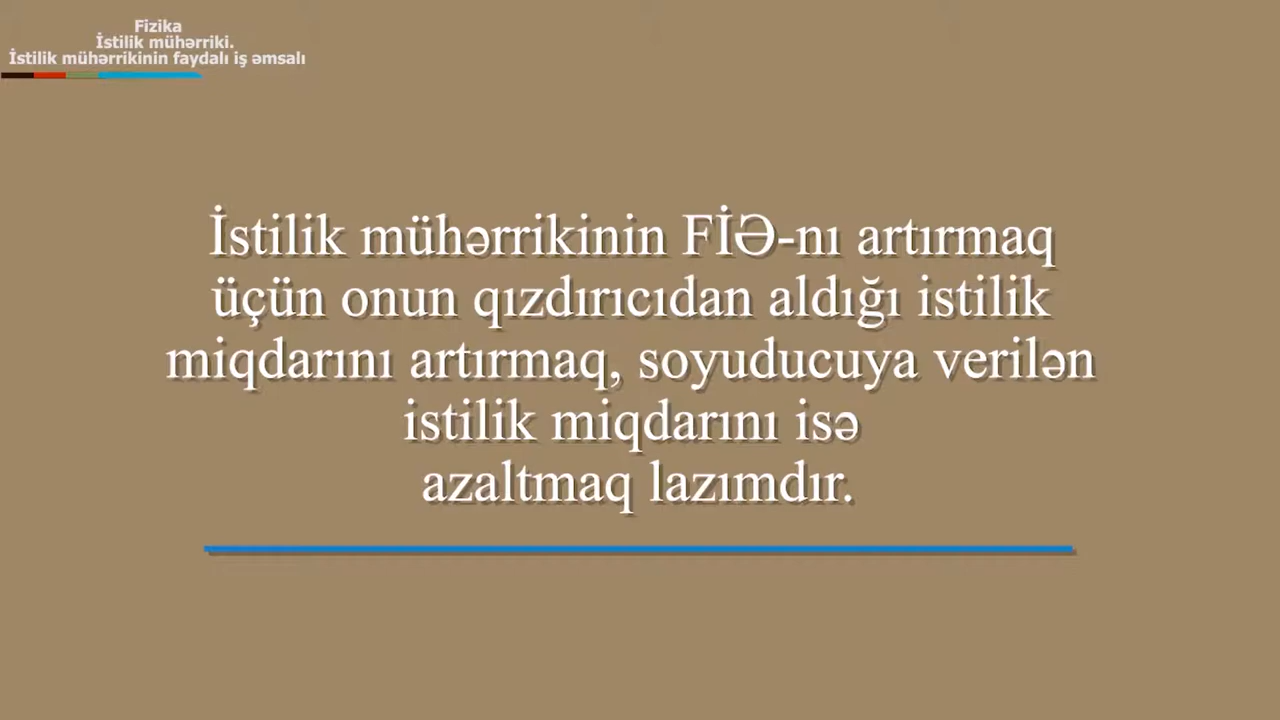 Fizika
İstilik mühərriki.
İstilik mühərrikinin faydalı iş əmsalı
İstilik mühərrikinin FİƏ-nı artırmaq
üçün onun qızdırıcıdan aldığı istilik
miqdarını artırmaq, soyuducuya verilən
istilik miqdarını isə
azaltmaq lazımdır.